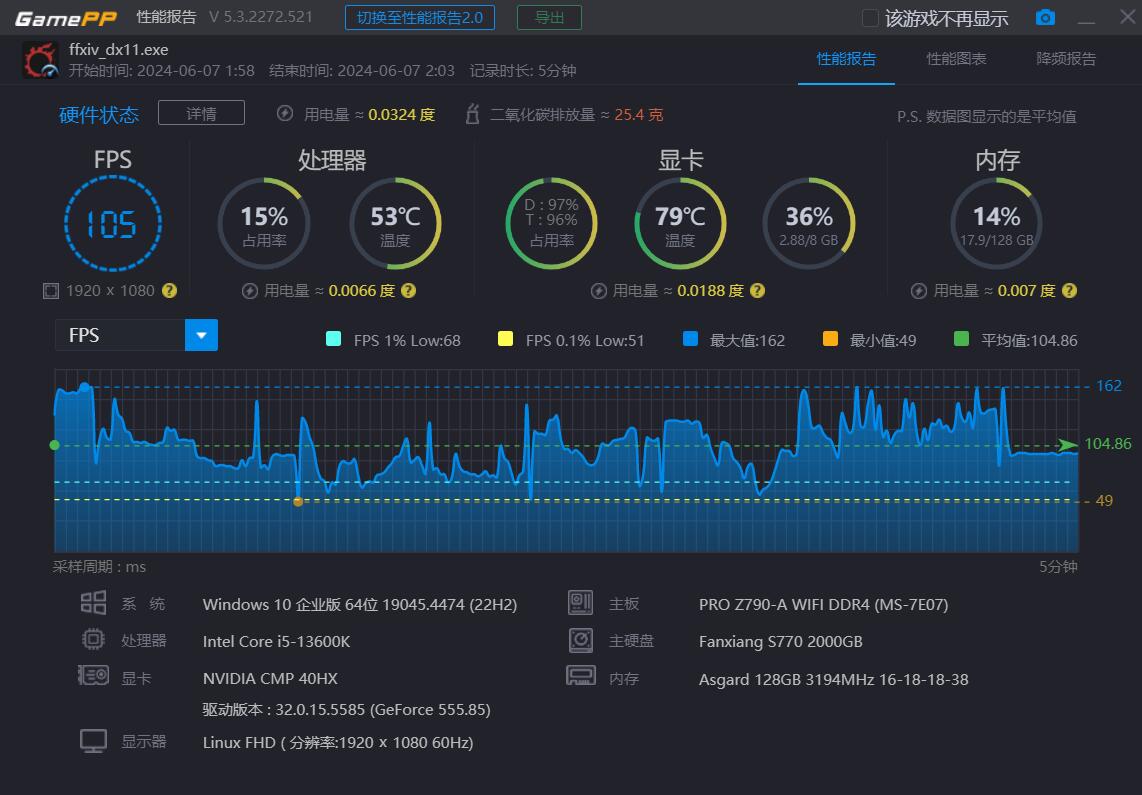 GamePP 性能报告 V 5.3.2272.521 切换至性能报告2.0 导出 该游戏不再显示
ffxiv_dx11.exe
开始时间: 2024-06-07 1:58 结束时间: 2024-06-07 2:03 记录时长: 5分钟
性能报告 性能图表 降频报告
硬件状态 详情 用电量 ≈ 0.0324 度 二氧化碳排放量 ≈ 25.4 克 P.S. 数据图显示的是平均值
FPS 处理器 显卡 内存
105
15%
占用率
53℃
温度
D : 97%
T : 96%
占用率
79℃
温度
36%
2.88/8 GB
14%
17.9/128 GB
1920 x 1080 ? 用电量 ≈ 0.0066 度 ? 用电量 ≈ 0.0188 度 ? 用电量 ≈ 0.007 度 ?
FPS
FPS 1% Low:68 FPS 0.1% Low:51 最大值:162 最小值:49 平均值:104.86
162
104.86
49
采样周期 : ms 5分钟
系 统 Windows 10 企业版 64位 19045.4474 (22H2) 主板 PRO Z790-A WIFI DDR4 (MS-7E07)
处理器 Intel Core i5-13600K 主硬盘 Fanxiang S770 2000GB
显卡 NVIDIA CMP 40HX 内存 Asgard 128GB 3194MHz 16-18-18-38
驱动版本 : 32.0.15.5585 (GeForce 555.85)
显示器 Linux FHD ( 分辨率:1920 x 1080 60Hz)